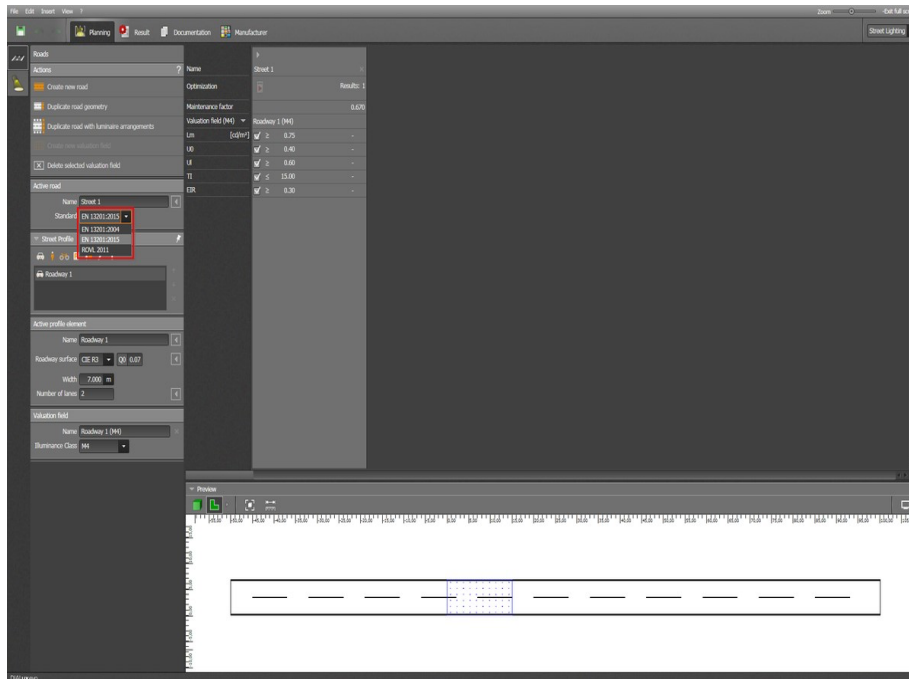 File Edit Insert View ?
Zoom
Planning Result Documentation Manufacturer
Street Lighting
Roads
Actions ?
Create new road
Duplicate road geometry
Duplicate road with luminaire arrangements
Create new valuation field
Delete selected valuation field
Active road
Name Street 1
Standard EN 13201:2015
EN 13201:2004
EN 13201:2015
ROVL 2011
Street Profile
Roadway 1
Active profile element
Name Roadway 1
Roadway surface CIE R3 Q0 0.07
Width 7.000 m
Number of lanes 2
Valuation field
Name Roadway 1 (M4)
Illuminance Class M4
Name Street 1
Optimization Results: 1
Maintenance factor 0.670
Valuation field (M4) Roadway 1 (M4)
Lm [cd/m²] ≥ 0.75 -
U0 ≥ 0.40 -
Ul ≥ 0.60 -
TI ≤ 15.00 -
EIR ≥ 0.30 -
Preview